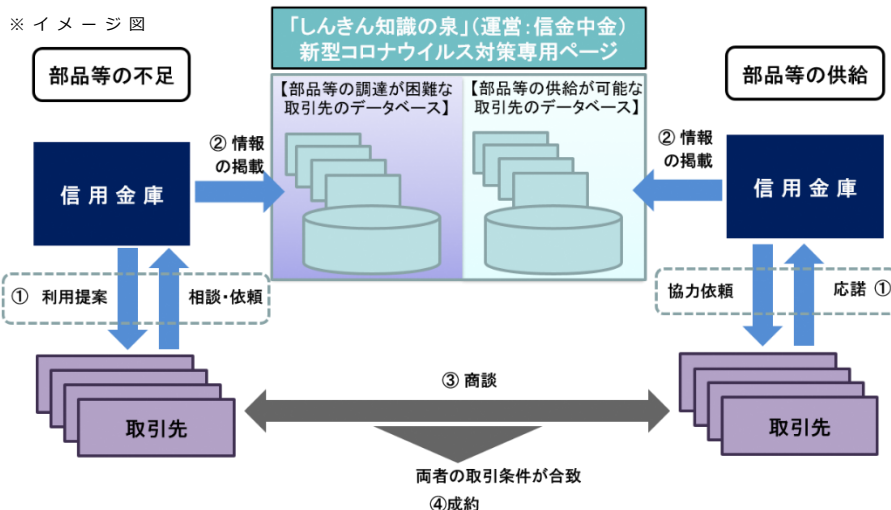 ※イメージ図
「しんきん知識の泉」(運営:信金中金)
新型コロナウイルス対策専用ページ
部品等の不足
部品等の供給
【部品等の調達が困難な
取引先のデータベース】
【部品等の供給が可能な
取引先のデータベース】
② 情報
の掲載
② 情報
の掲載
信用金庫
信用金庫
① 利用提案
相談・依頼
協力依頼
応諾 ①
③ 商談
取引先
取引先
両者の取引条件が合致
④成約